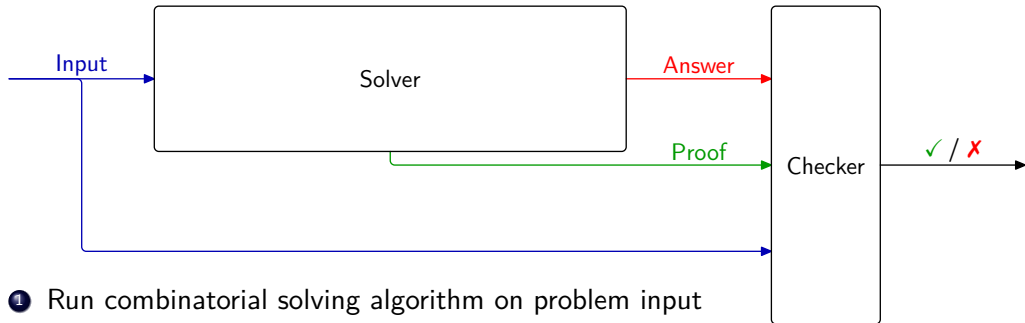 Input
Solver
Answer
Proof
Checker
✓ / ✗
1 Run combinatorial solving algorithm on problem input